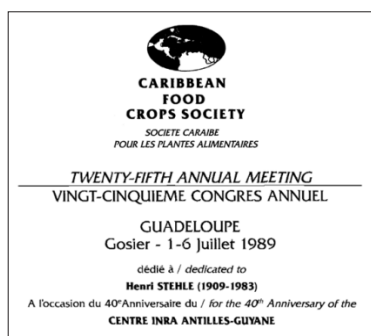 CARIBBEAN
FOOD
CROPS SOCIETY
SOCIETE CARAIBE
POUR LES PLANTES ALIMENTAIRES
TWENTY-FIFTH ANNUAL MEETING
VINGT-CINQUIEME CONGRES ANNUEL
GUADELOUPE
Gosier - 1-6 Juillet 1989
dédié à / dedicated to
Henri STEHLE (1909-1983)
A l'occasion du 40eAnniversaire du / for the 40th Anniversary of the
CENTRE INRA ANTILLES-GUYANE